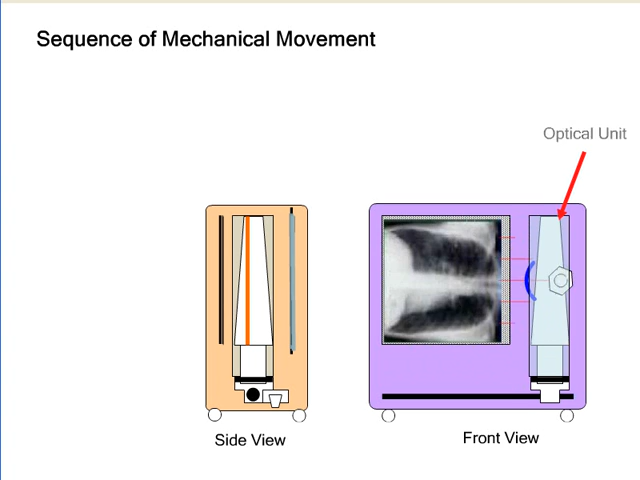 Sequence of Mechanical Movement
Optical Unit
Side View
Front View